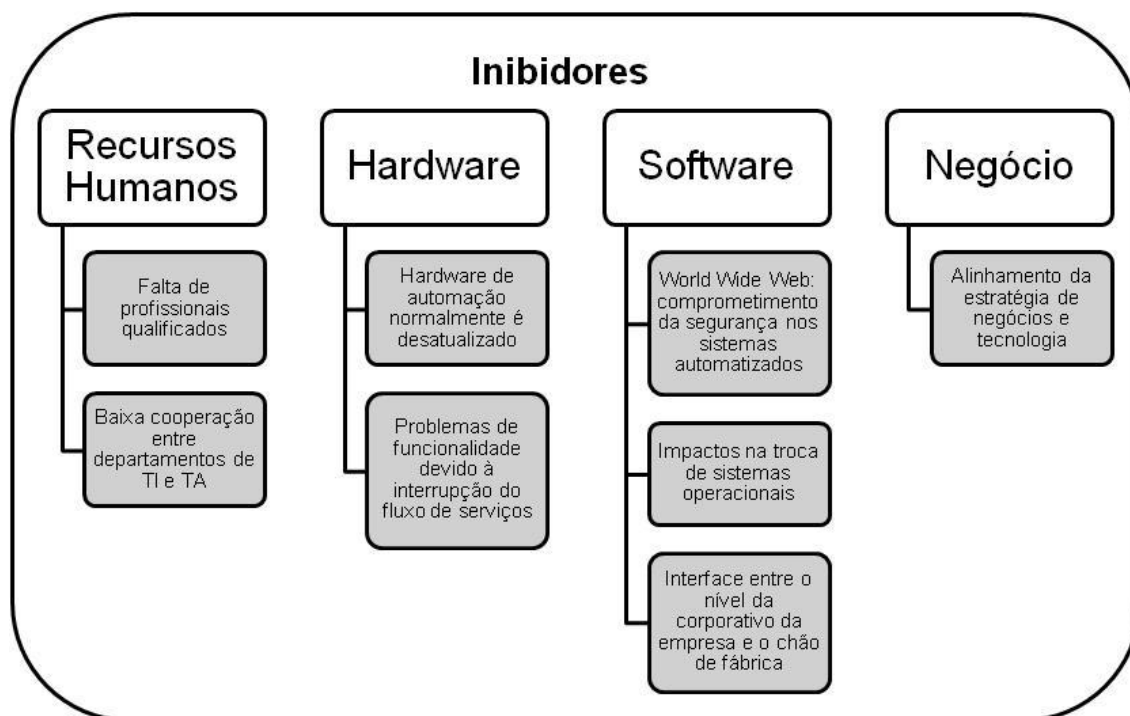 Inibidores
Recursos
Humanos
Falta de
profissionais
qualificados
Baixa cooperação
entre
departamentos de
TI e TA
Hardware
Hardware de
automação
normalmente é
desatualizado
Problemas de
funcionalidade
devido à
interrupção do
fluxo de serviços
Software
World Wide Web:
comprometimento
da segurança nos
sistemas
automatizados
Impactos na troca
de sistemas
operacionais
Interface entre o
nível da
corporativo da
empresa e o chão
de fábrica
Negócio
Alinhamento da
estratégia de
negócios e
tecnologia